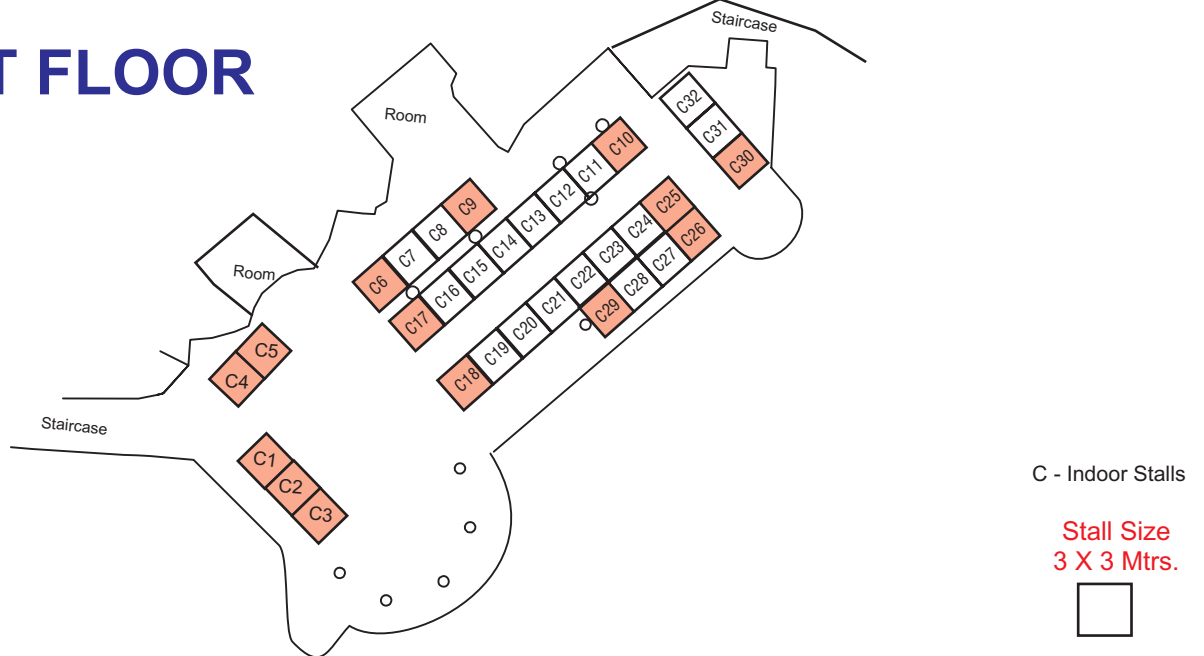 T FLOOR
Staircase
Room
Room
Staircase
C1
C2
C3
C4
C5
C6
C7
C8
C9
C10
C11
C12
C13
C14
C15
C16
C17
C18
C19
C20
C21
C22
C23
C24
C25
C26
C27
C28
C29
C30
C31
C32
C - Indoor Stalls
Stall Size
3 X 3 Mtrs.